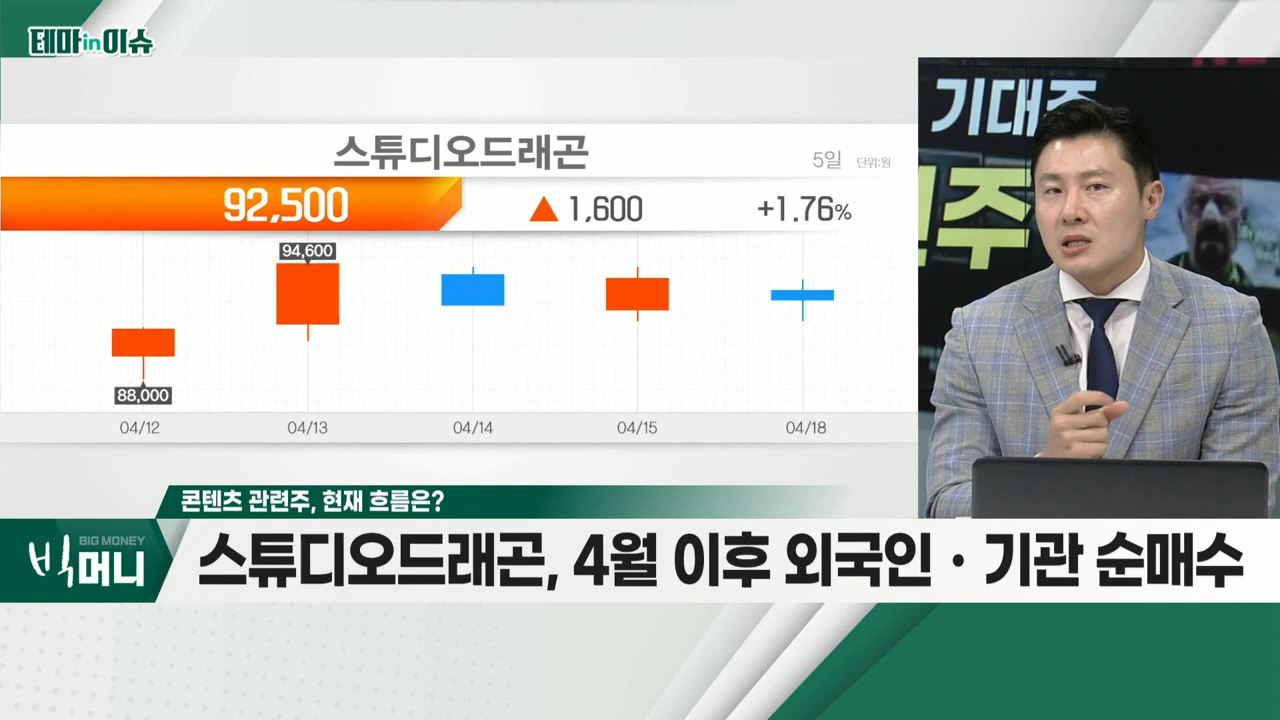 테마in이슈
기대주
주
스튜디오드래곤
5일 단위:원
92,500 ▲ 1,600 +1.76%
94,600
88,000
04/12 04/13 04/14 04/15 04/18
콘텐츠 관련주, 현재 흐름은?
BIG MONEY
빅머니
스튜디오드래곤, 4월 이후 외국인·기관 순매수